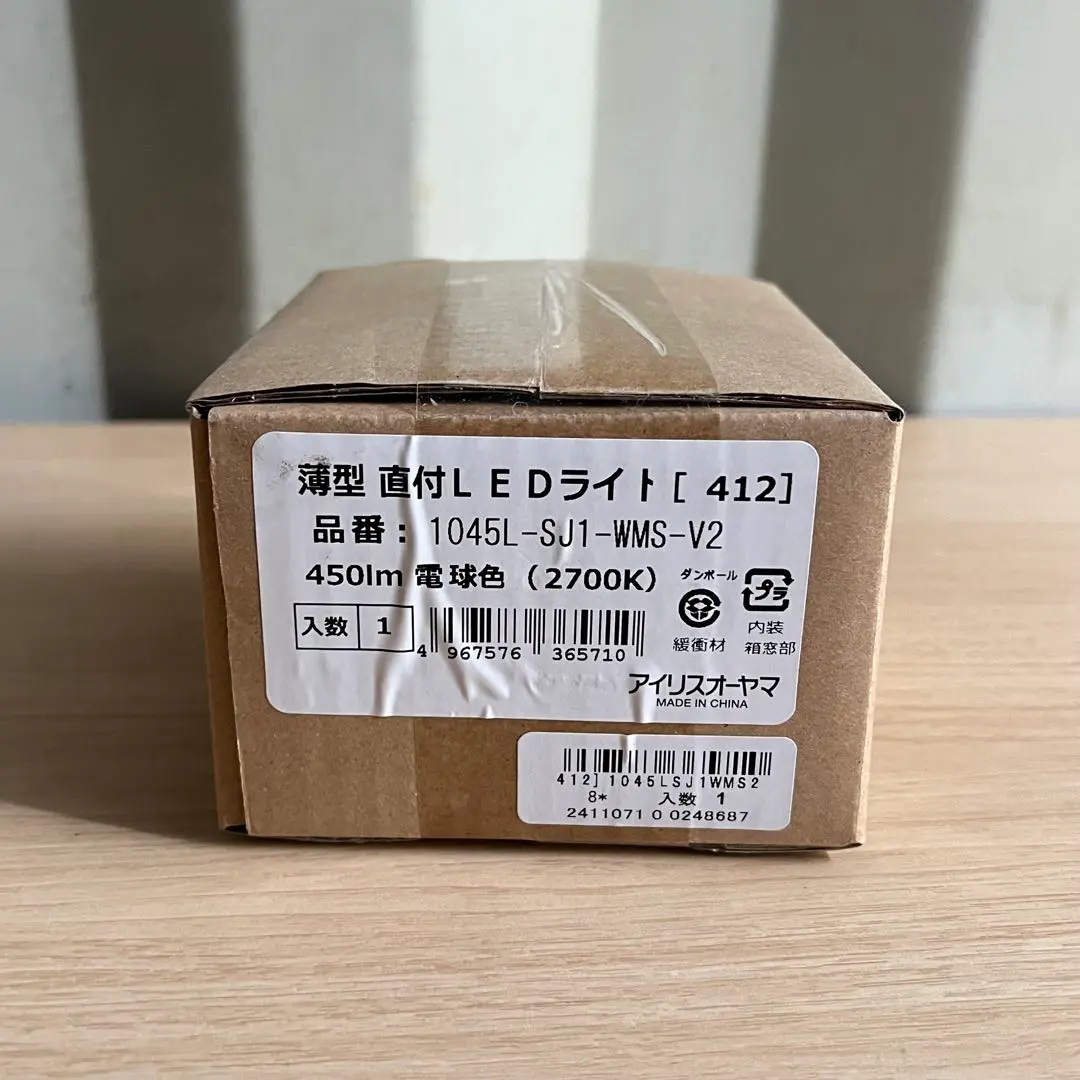 薄型 直付LEDライト[ 412]
品番: 1045L-SJ1-WMS-V2
450lm 電球色 (2700K)
ダンボール
プラ
緩衝材
内装
箱窓部
入数 1
4 967576 365710
アイリスオーヤマ
MADE IN CHINA
412]1045LSJ1WMS2
8* 入数 1
2411071 0 0248687